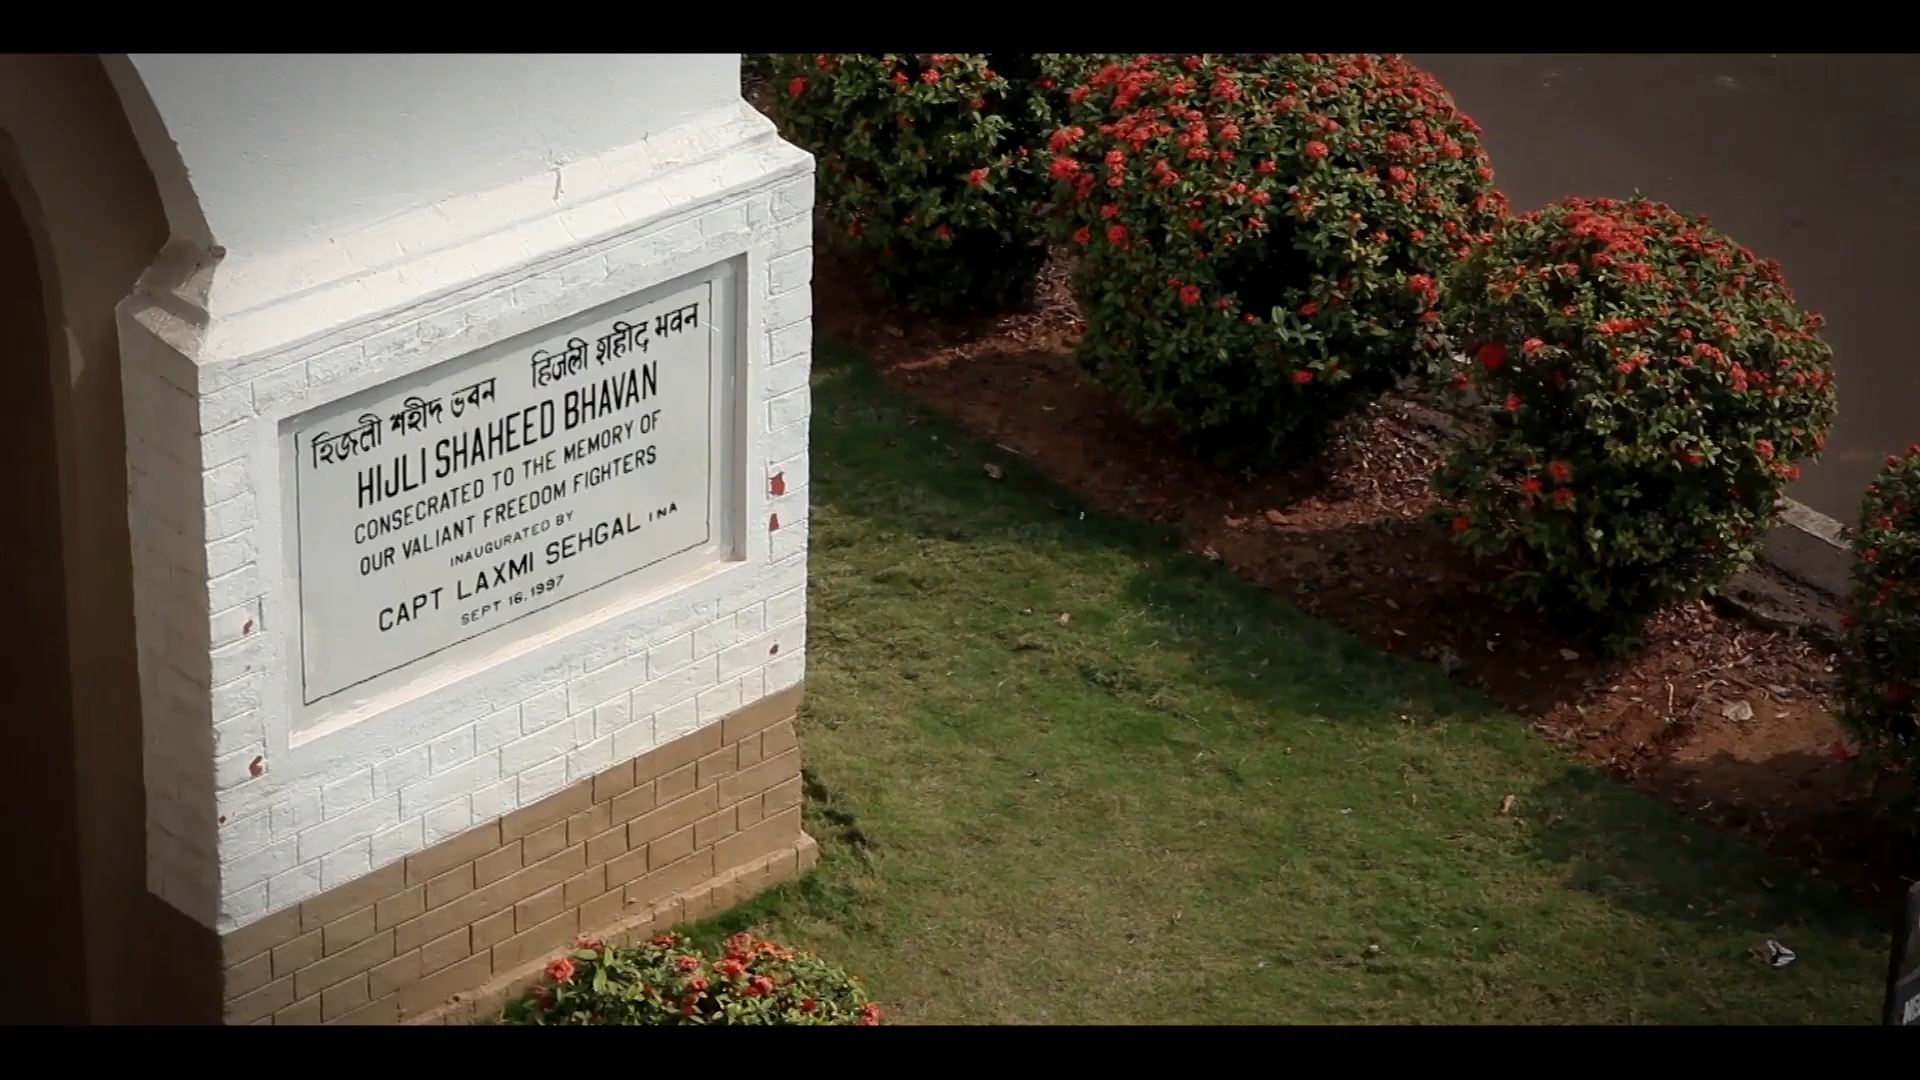 হিজলী শহীদ ভবন हिजली शहीद भवन
HIJLI SHAHEED BHAVAN
CONSECRATED TO THE MEMORY OF
OUR VALIANT FREEDOM FIGHTERS
INAUGURATED BY
CAPT LAXMI SEHGAL INA
SEPT 16, 1997